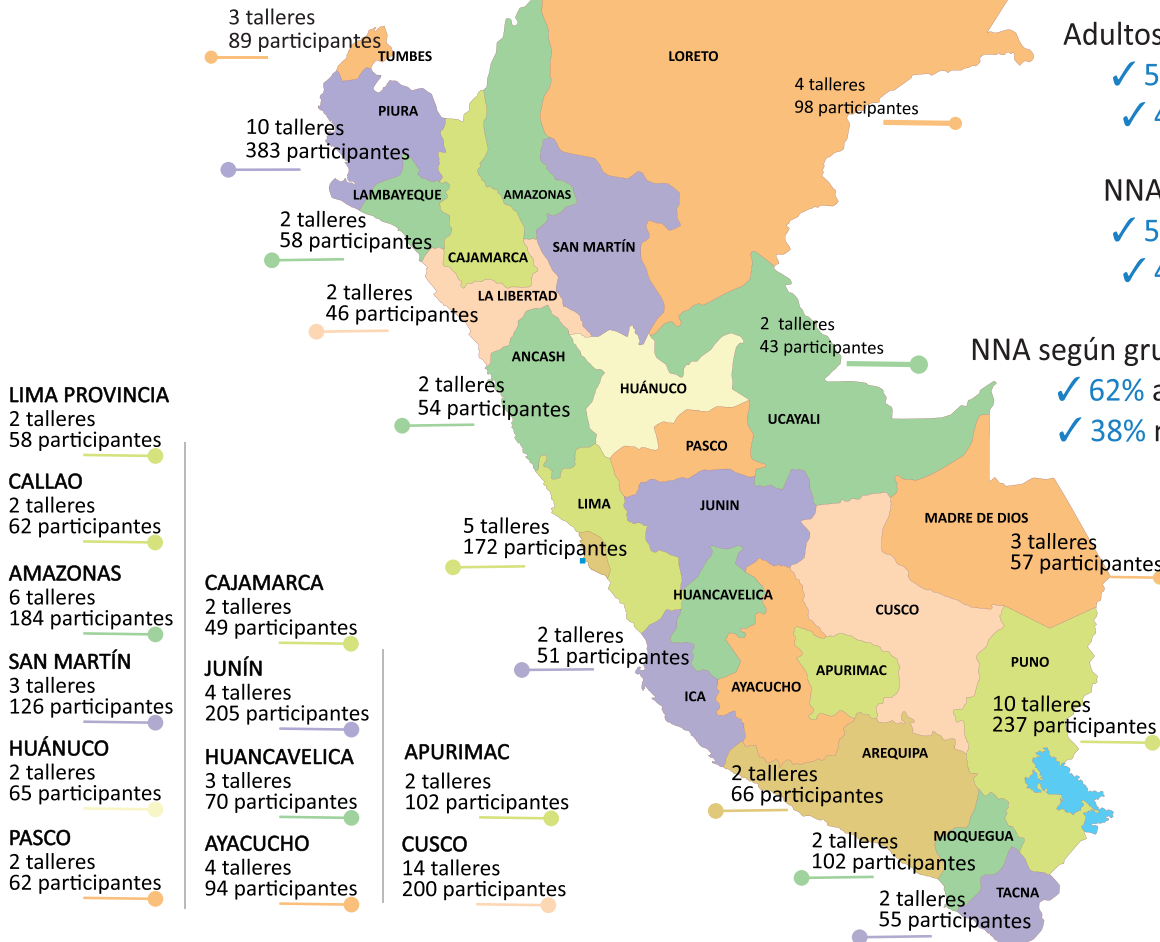 3 talleres
89 participantes
TUMBES
LORETO
4 talleres
98 participantes
PIURA
10 talleres
383 participantes
LAMBAYEQUE
AMAZONAS
2 talleres
58 participantes
SAN MARTÍN
CAJAMARCA
LA LIBERTAD
2 talleres
46 participantes
2 talleres
43 participantes
ANCASH
HUÁNUCO
2 talleres
54 participantes
UCAYALI
PASCO
LIMA
JUNIN
MADRE DE DIOS
3 talleres
57 participantes
5 talleres
172 participantes
HUANCAVELICA
CUSCO
2 talleres
51 participantes
APURIMAC
PUNO
AYACUCHO
ICA
10 talleres
237 participantes
AREQUIPA
2 talleres
66 participantes
MOQUEGUA
2 talleres
102 participantes
TACNA
2 talleres
55 participantes
LIMA PROVINCIA
2 talleres
58 participantes
CALLAO
2 talleres
62 participantes
AMAZONAS
6 talleres
184 participantes
SAN MARTÍN
3 talleres
126 participantes
HUÁNUCO
2 talleres
65 participantes
PASCO
2 talleres
62 participantes
CAJAMARCA
2 talleres
49 participantes
JUNÍN
4 talleres
205 participantes
HUANCAVELICA
3 talleres
70 participantes
AYACUCHO
4 talleres
94 participantes
APURIMAC
2 talleres
102 participantes
CUSCO
14 talleres
200 participantes
Adultos
✓ 5
✓ 4
NNA
✓ 5
✓ 4
NNA según
✓ 62%
✓ 38%